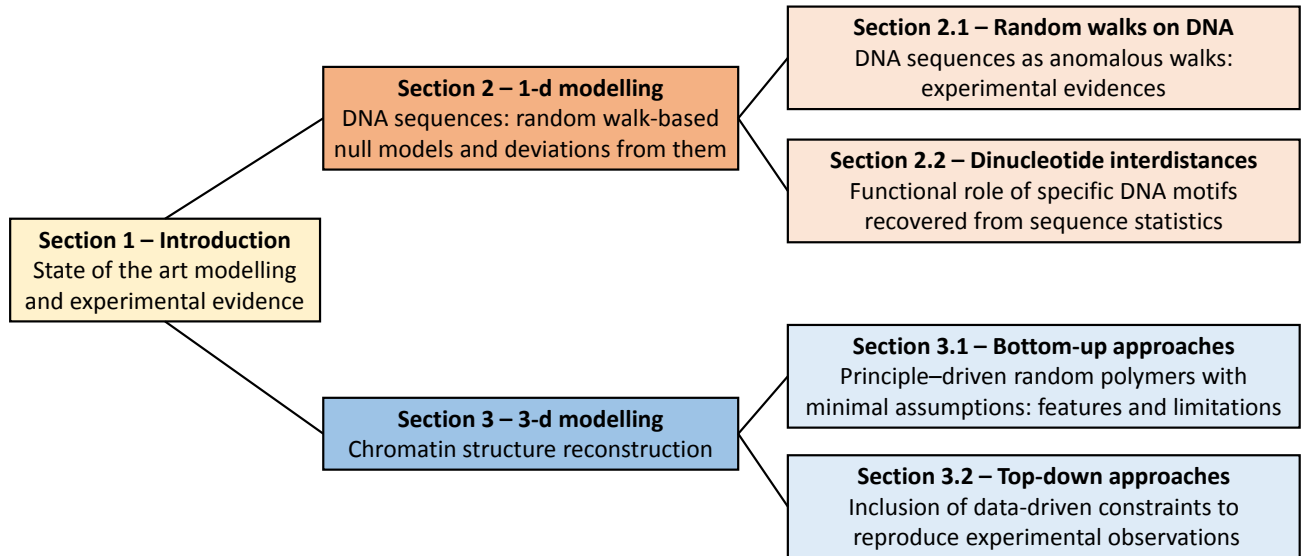 Section 1 – Introduction
State of the art modelling
and experimental evidence
Section 2 – 1-d modelling
DNA sequences: random walk-based
null models and deviations from them
Section 2.1 – Random walks on DNA
DNA sequences as anomalous walks:
experimental evidences
Section 2.2 – Dinucleotide interdistances
Functional role of specific DNA motifs
recovered from sequence statistics
Section 3 – 3-d modelling
Chromatin structure reconstruction
Section 3.1 – Bottom-up approaches
Principle–driven random polymers with
minimal assumptions: features and limitations
Section 3.2 – Top-down approaches
Inclusion of data-driven constraints to
reproduce experimental observations